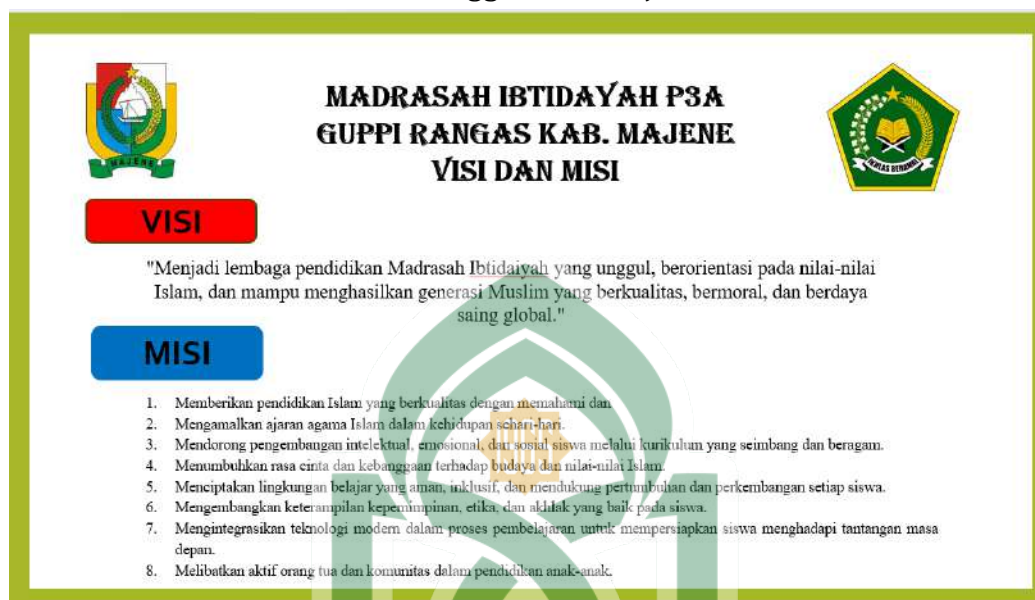 MADRASAH IBTIDAYAH P3A
GUPPI RANGAS KAB. MAJENE
VISI DAN MISI
MAJENE
IKHLAS BERAMAL
VISI
"Menjadi lembaga pendidikan Madrasah Ibtidaiyah yang unggul, berorientasi pada nilai-nilai
Islam, dan mampu menghasilkan generasi Muslim yang berkualitas, bermoral, dan berdaya
saing global."
MISI
1. Memberikan pendidikan Islam yang berkualitas dengan memahami dan
2. Mengamalkan ajaran agama Islam dalam kehidupan sehari-hari.
3. Mendorong pengembangan intelektual, emosional, dan sosial siswa melalui kurikulum yang seimbang dan beragam.
4. Menumbuhkan rasa cinta dan kebanggaan terhadap budaya dan nilai-nilai Islam.
5. Menciptakan lingkungan belajar yang aman, inklusif, dan mendukung pertumbuhan dan perkembangan setiap siswa.
6. Mengembangkan keterampilan kepemimpinan, etika, dan akhlak yang baik pada siswa.
7. Mengintegrasikan teknologi modern dalam proses pembelajaran untuk mempersiapkan siswa menghadapi tantangan masa
depan.
8. Melibatkan aktif orang tua dan komunitas dalam pendidikan anak-anak.